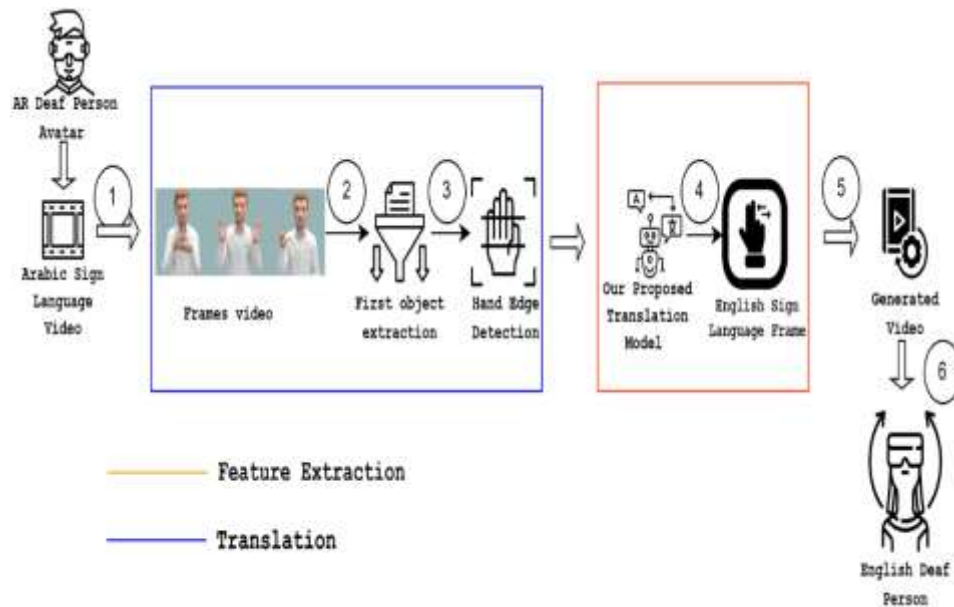 AR Deaf Person
Avatar
1
Arabic Sign
Language
Video
Frames video
2
First object
extraction
3
Hand Edge
Detection
A
Our Proposed
Translation
Model
4
English Sign
Language Frame
5
Generated
Video
6
English Deaf
Person
Feature Extraction
Translation